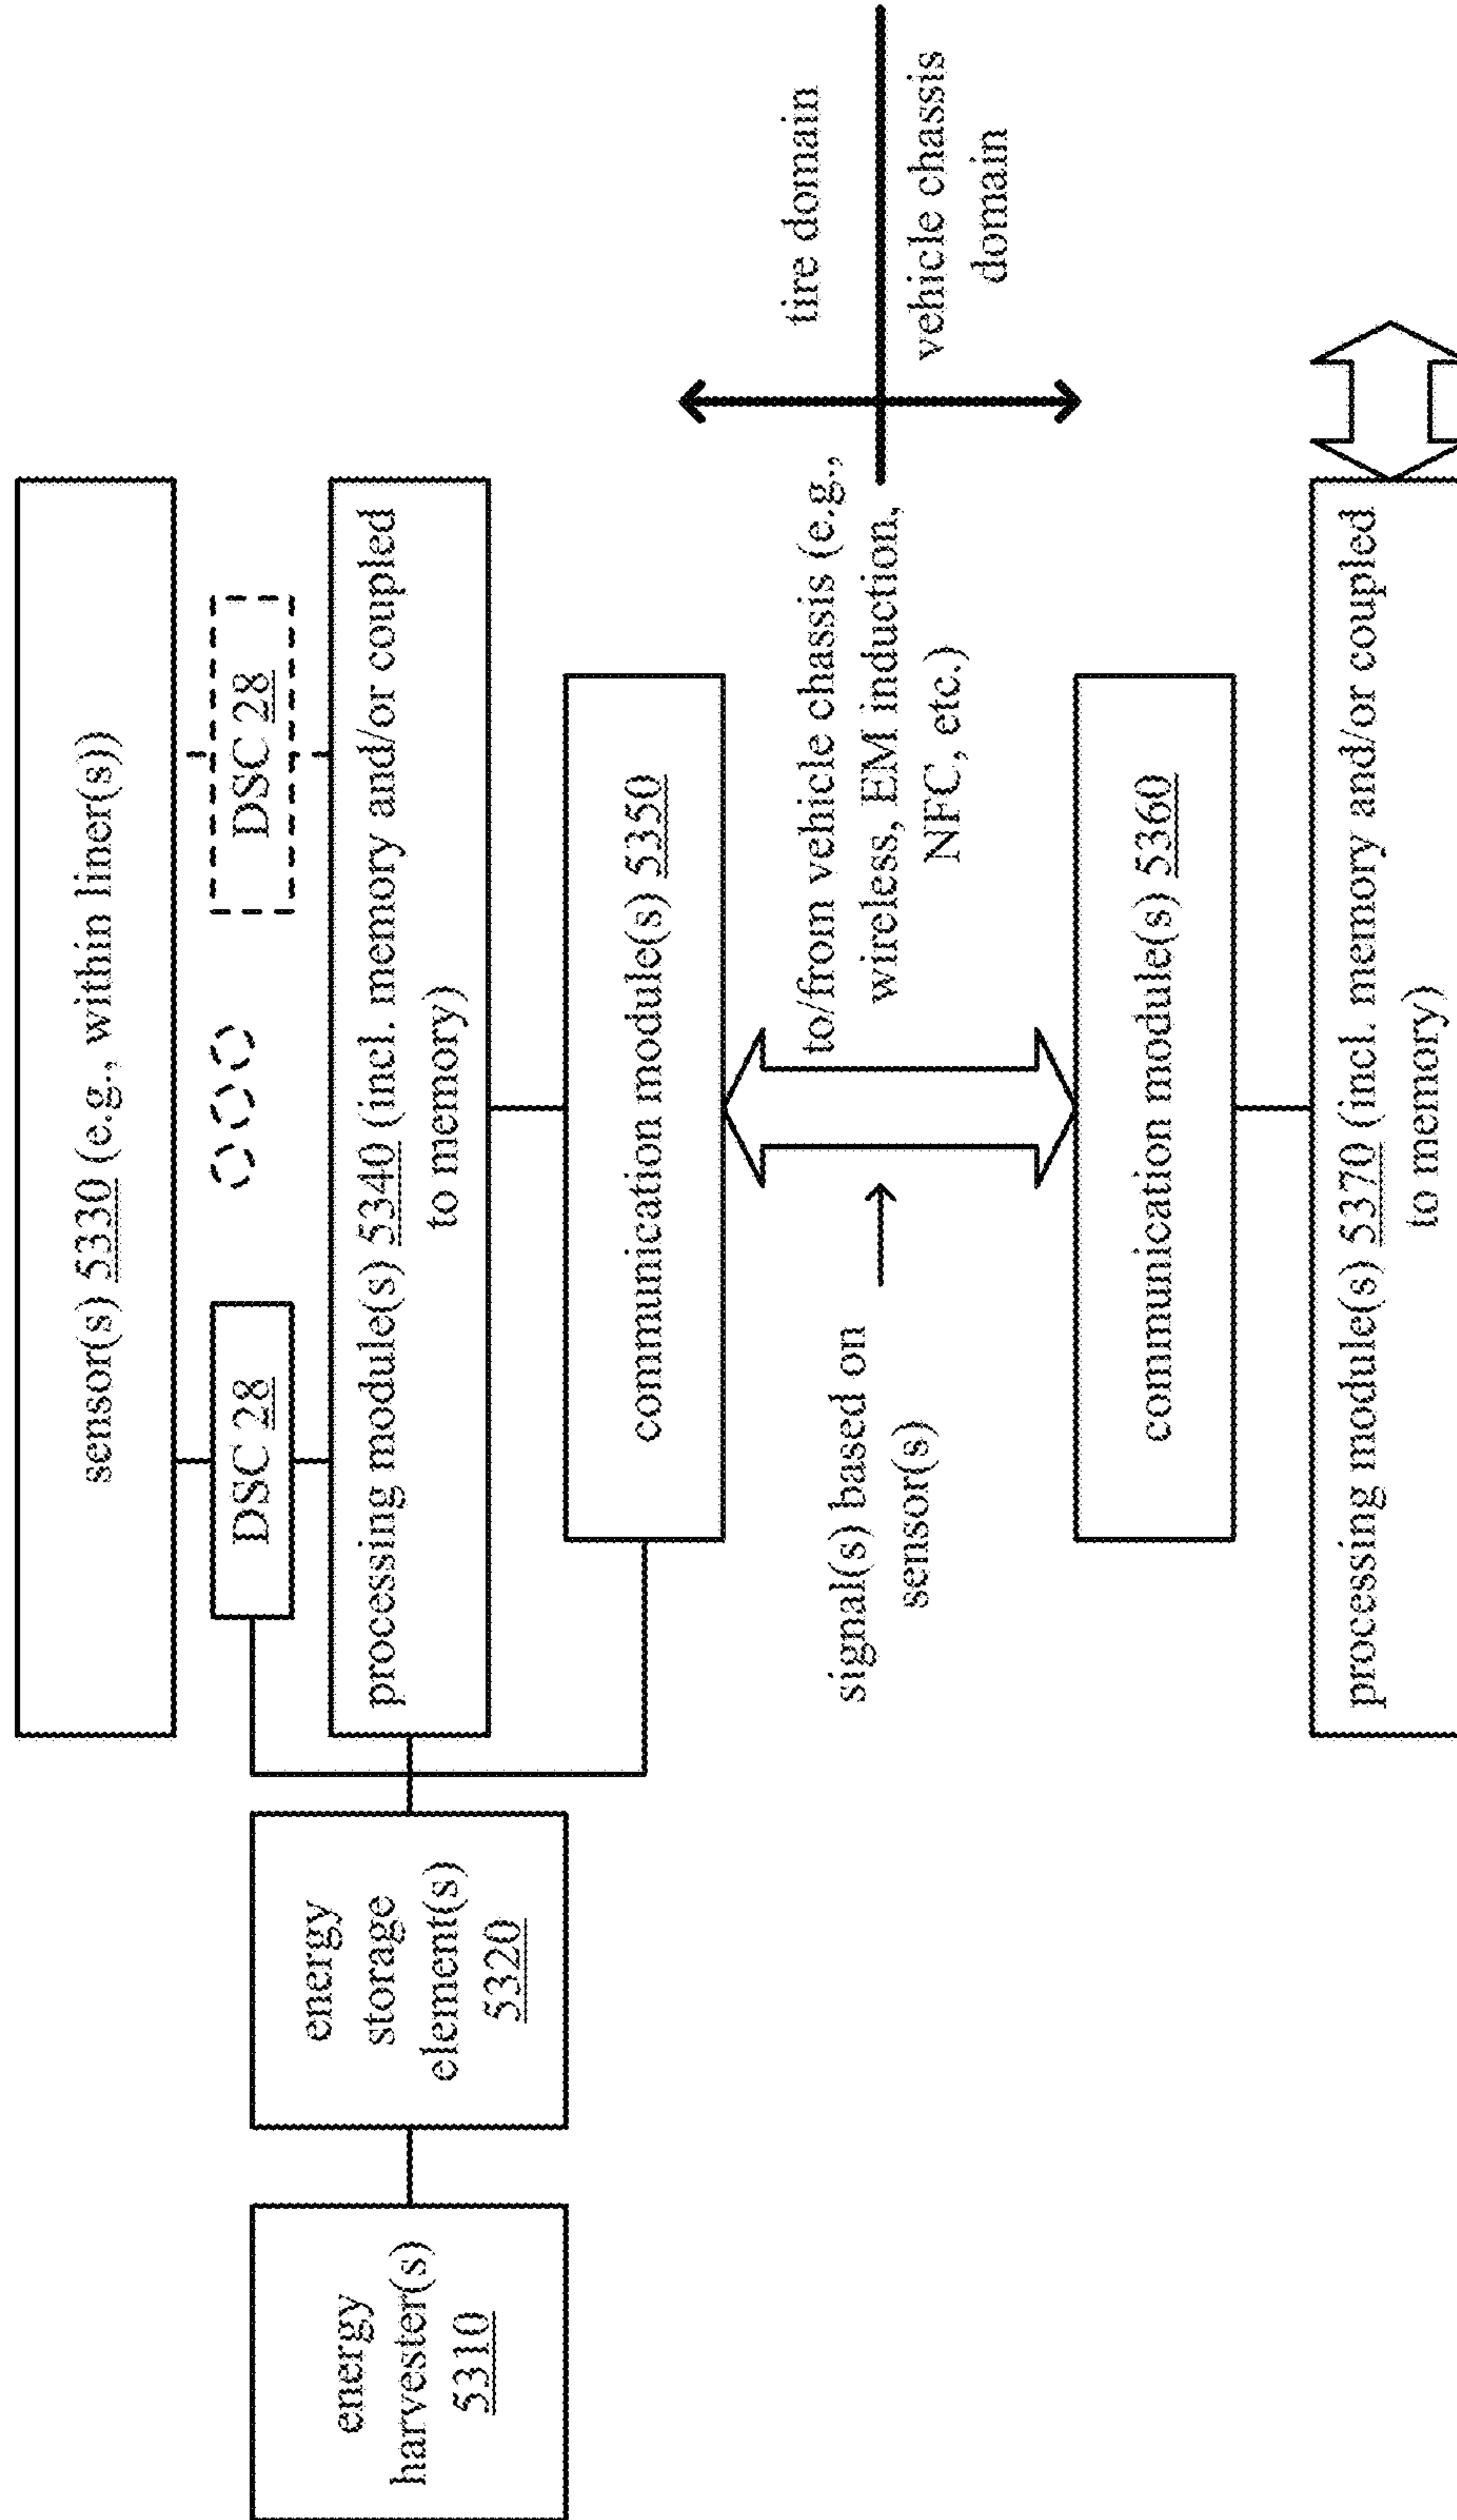 sensor(s) 5330 (e.g., within liner(s))
DSC 28
DSC 28
energy
harvester(s)
5310
energy
storage
element(s)
5320
processing module(s) 5340 (incl. memory and/or coupled
to memory)
communication module(s) 5350
tire domain
vehicle chassis
domain
signal(s) based on
sensor(s)
to/from vehicle chassis (e.g.,
wireless, EM induction,
NFC, etc.)
communication module(s) 5360
processing module(s) 5370 (incl. memory and/or coupled
to memory)